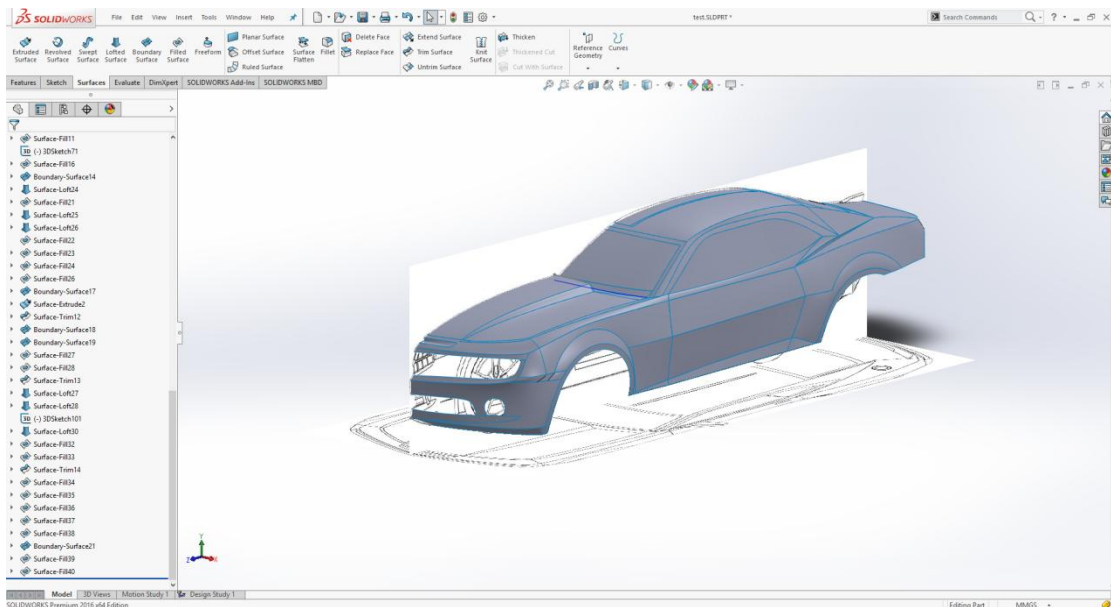 SOLIDWORKS File Edit View Insert Tools Window Help test.SLDPRT * Search Commands
Extruded Surface
Revolved Surface
Swept Surface
Lofted Surface
Boundary Surface
Filled Surface
Freeform
Planar Surface
Offset Surface
Ruled Surface
Surface Flatten
Fillet
Delete Face
Replace Face
Extend Surface
Trim Surface
Untrim Surface
Knit Surface
Thicken
Thickened Cut
Cut With Surface
Reference Geometry
Curves
Features Sketch Surfaces Evaluate DimXpert SOLIDWORKS Add-Ins SOLIDWORKS MBD
Surface-Fill11
3D (-) 3DSketch71
Surface-Fill16
Boundary-Surface14
Surface-Loft24
Surface-Fill21
Surface-Loft25
Surface-Loft26
Surface-Fill22
Surface-Fill23
Surface-Fill24
Surface-Fill26
Boundary-Surface17
Surface-Extrude2
Surface-Trim12
Boundary-Surface18
Boundary-Surface19
Surface-Fill27
Surface-Fill28
Surface-Trim13
Surface-Loft27
Surface-Loft28
3D (-) 3DSketch101
Surface-Loft30
Surface-Fill32
Surface-Fill33
Surface-Trim14
Surface-Fill34
Surface-Fill35
Surface-Fill36
Surface-Fill37
Surface-Fill38
Boundary-Surface21
Surface-Fill39
Surface-Fill40
Y
Z X
Model 3D Views Motion Study 1 Design Study 1
SOLIDWORKS Premium 2016 x64 Edition Editing Part MMGS